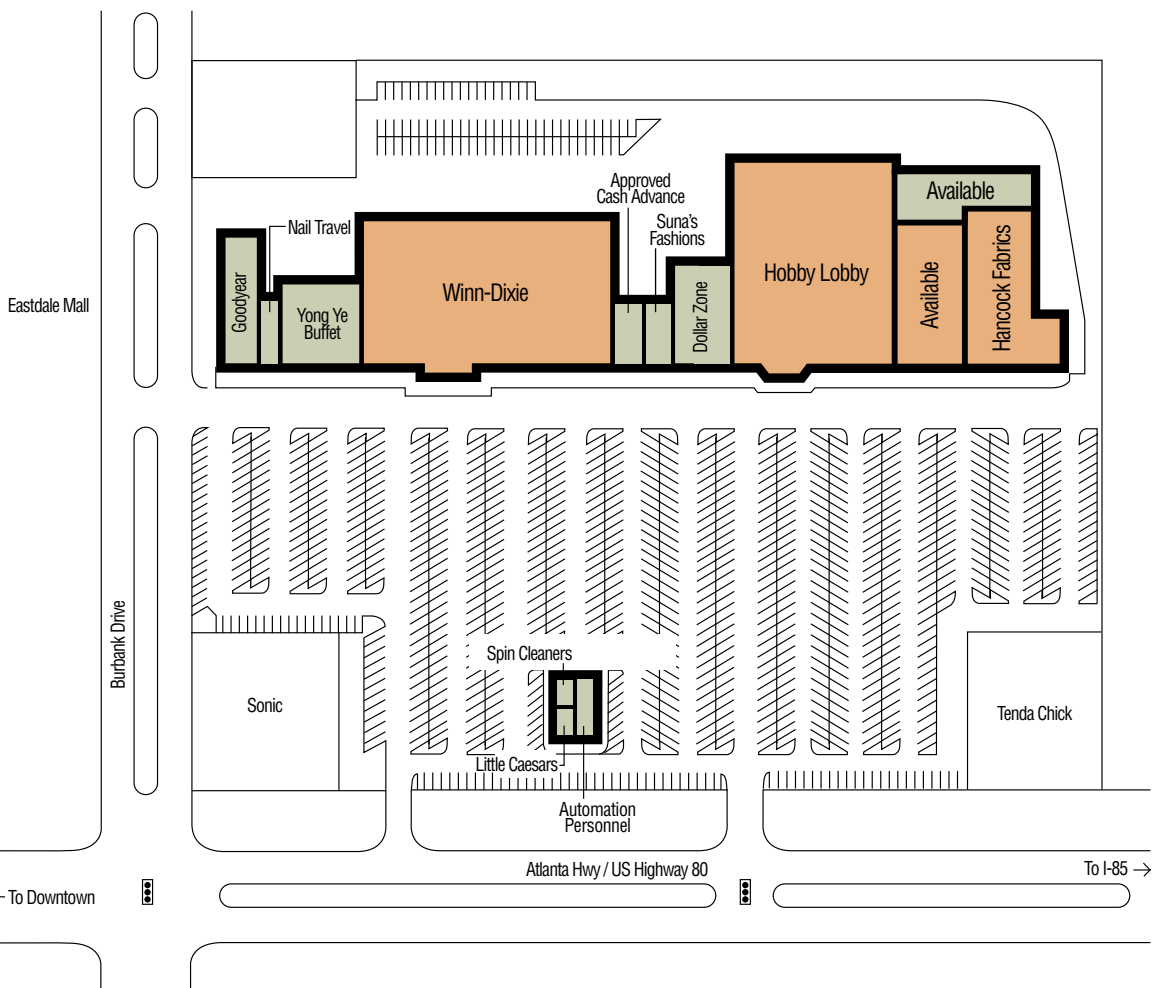 Approved
Cash Advance
Available
Suna's
Fashions
Nail Travel
Hobby Lobby
Eastdale Mall
Goodyear
Yong Ye
Buffet
Winn-Dixie
Dollar Zone
Available
Hancock Fabrics
Burbank Drive
Spin Cleaners
Sonic
Tenda Chick
Little Caesars
Automation
Personnel
Atlanta Hwy / US Highway 80
To I-85
To Downtown